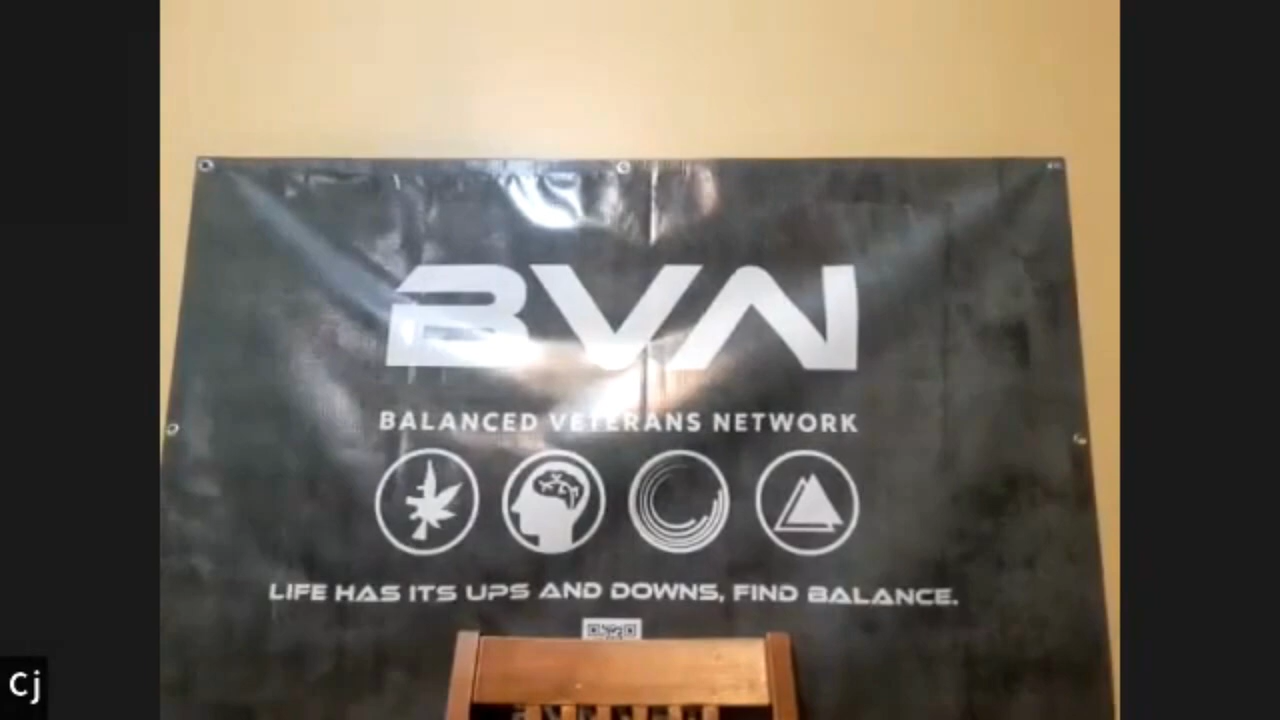 BVN
BALANCED VETERANS NETWORK
LIFE HAS ITS UPS AND DOWNS, FIND BALANCE.
Cj